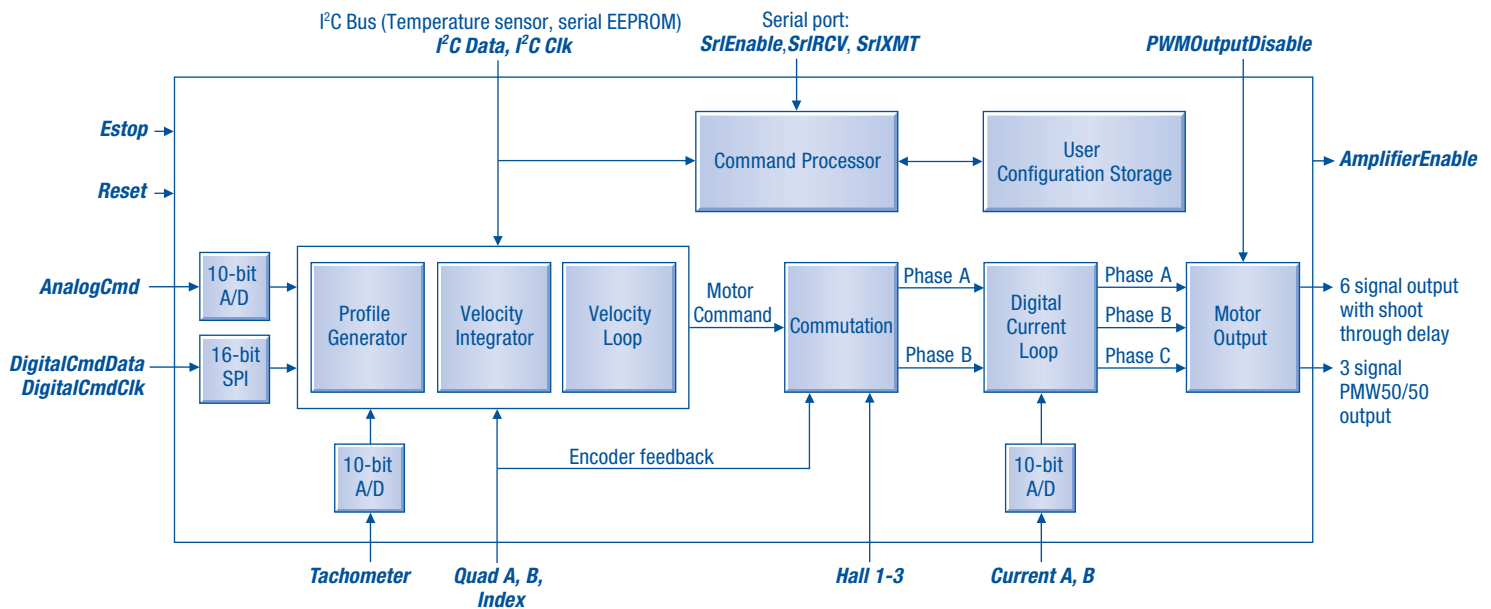 I²C Bus (Temperature sensor, serial EEPROM)
I²C Data, I²C Clk
Serial port:
SrlEnable,SrlRCV, SrlXMT
PWMOutputDisable
Estop
Reset
Command Processor
User
Configuration Storage
AmplifierEnable
AnalogCmd
10-bit
A/D
DigitalCmdData
DigitalCmdClk
16-bit
SPI
Profile
Generator
Velocity
Integrator
Velocity
Loop
Motor
Command
Commutation
Phase A
Phase B
Digital
Current
Loop
Phase A
Phase B
Phase C
Motor
Output
6 signal output
with shoot
through delay
3 signal
PMW50/50
output
10-bit
A/D
Encoder feedback
10-bit
A/D
Tachometer
Quad A, B,
Index
Hall 1-3
Current A, B